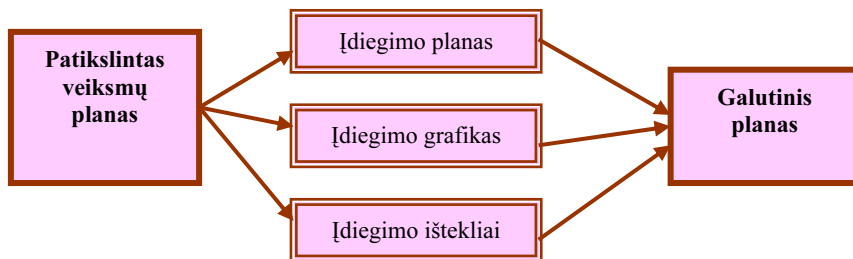 Patikslintas
veiksmų
planas
Įdiegimo planas
Įdiegimo grafikas
Įdiegimo ištekliai
Galutinis
planas